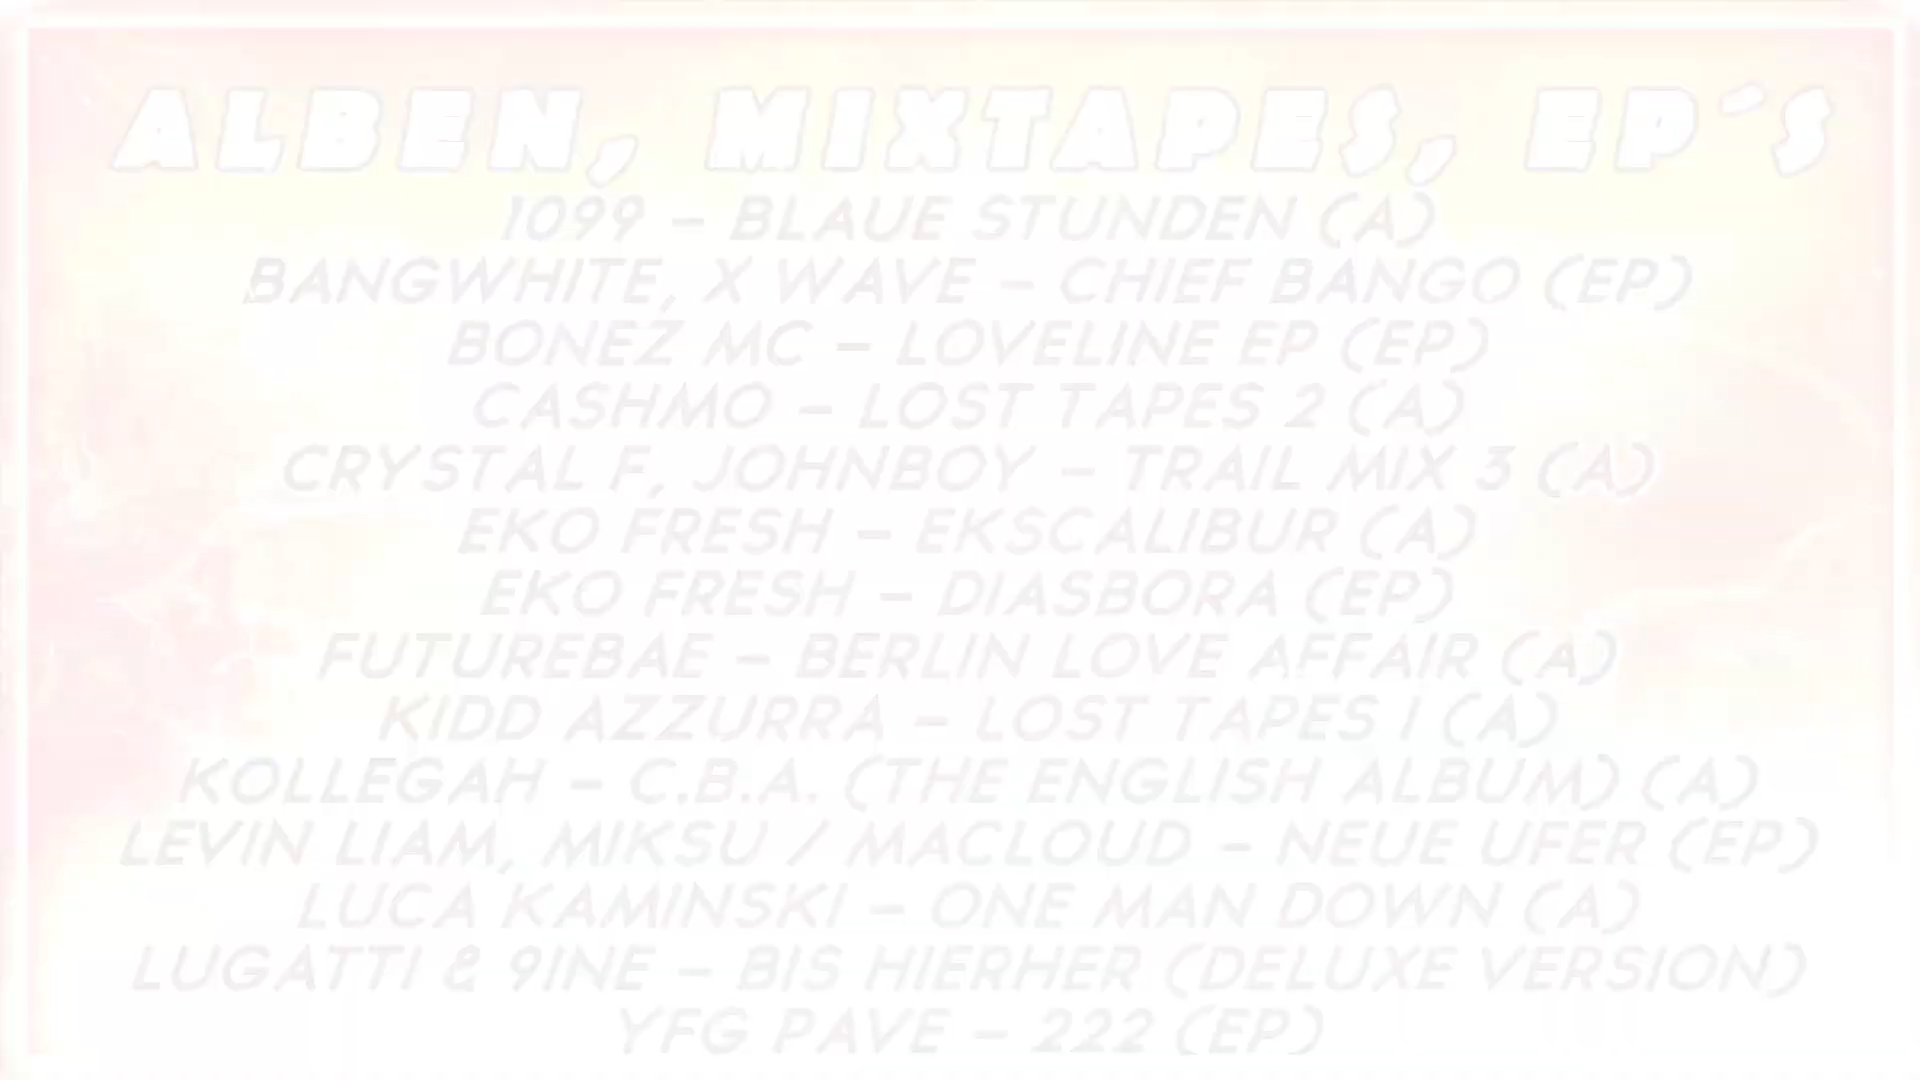 ALBEN, MIXTAPES, EP´S
1099 – BLAUE STUNDEN (A)
BANGWHITE, X WAVE – CHIEF BANGO (EP)
BONEZ MC – LOVELINE EP (EP)
CASHMO – LOST TAPES 2 (A)
CRYSTAL F, JOHNBOY – TRAIL MIX 3 (A)
EKO FRESH – EKSCALIBUR (A)
EKO FRESH – DIASBORA (EP)
FUTUREBAE – BERLIN LOVE AFFAIR (A)
KIDD AZZURRA – LOST TAPES 1 (A)
KOLLEGAH – C.B.A. (THE ENGLISH ALBUM) (A)
LEVIN LIAM, MIKSU / MACLOUD – NEUE UFER (EP)
LUCA KAMINSKI – ONE MAN DOWN (A)
LUGATTI & 9INE – BIS HIERHER (DELUXE VERSION)
YFG PAVE – 222 (EP)